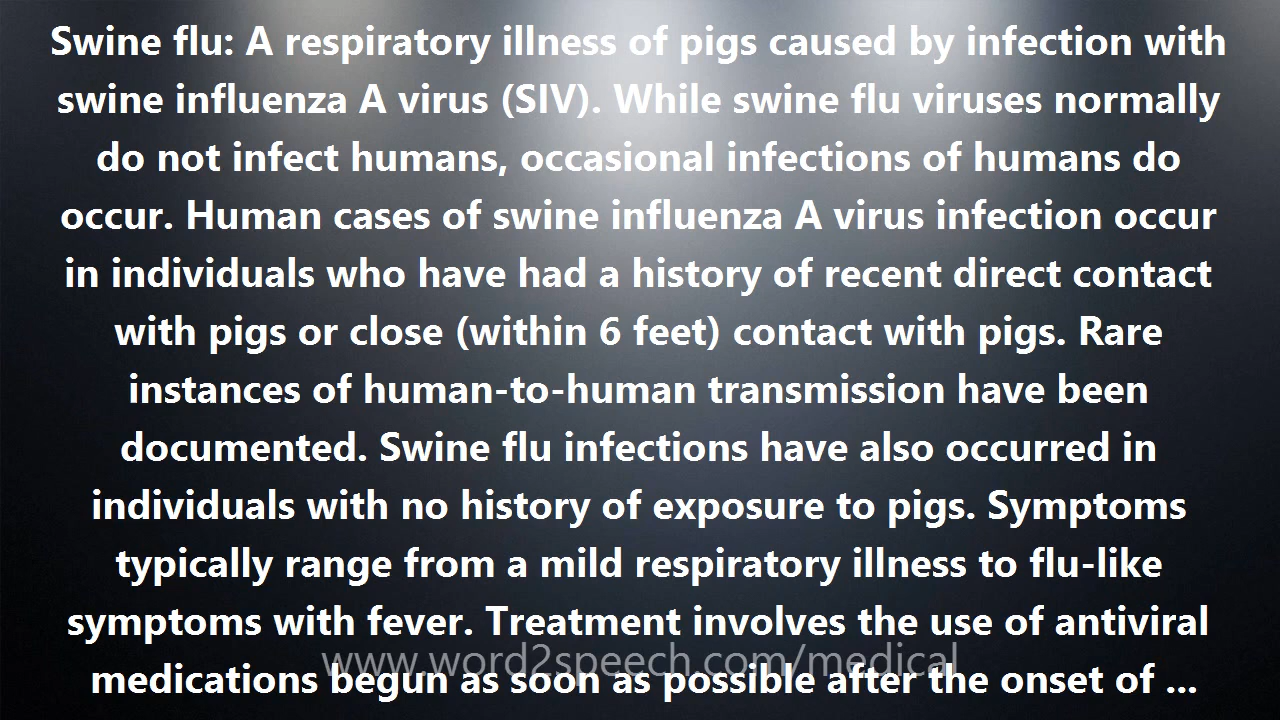 Swine flu: A respiratory illness of pigs caused by infection with
swine influenza A virus (SIV). While swine flu viruses normally
do not infect humans, occasional infections of humans do
occur. Human cases of swine influenza A virus infection occur
in individuals who have had a history of recent direct contact
with pigs or close (within 6 feet) contact with pigs. Rare
instances of human-to-human transmission have been
documented. Swine flu infections have also occurred in
individuals with no history of exposure to pigs. Symptoms
typically range from a mild respiratory illness to flu-like
symptoms with fever. Treatment involves the use of antiviral
www.word2speech.com/medical
medications begun as soon as possible after the onset of ...